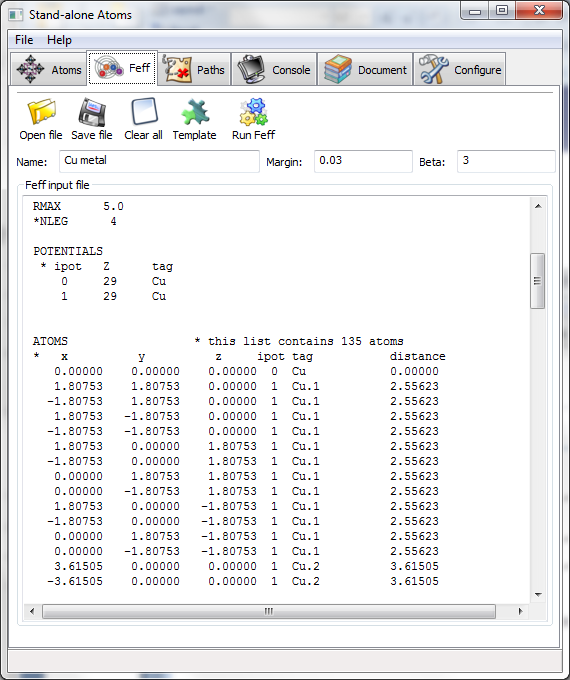 Stand-alone Atoms
File Help
Atoms Feff Paths Console Document Configure
Open file Save file Clear all Template Run Feff
Name: Cu metal Margin: 0.03 Beta: 3
Feff input file
RMAX 5.0
*NLEG 4
POTENTIALS
* ipot Z tag
0 29 Cu
1 29 Cu
ATOMS * this list contains 135 atoms
* x y z ipot tag distance
0.00000 0.00000 0.00000 0 Cu 0.00000
1.80753 1.80753 0.00000 1 Cu.1 2.55623
-1.80753 1.80753 0.00000 1 Cu.1 2.55623
1.80753 -1.80753 0.00000 1 Cu.1 2.55623
-1.80753 -1.80753 0.00000 1 Cu.1 2.55623
1.80753 0.00000 1.80753 1 Cu.1 2.55623
-1.80753 0.00000 1.80753 1 Cu.1 2.55623
0.00000 1.80753 1.80753 1 Cu.1 2.55623
0.00000 -1.80753 1.80753 1 Cu.1 2.55623
1.80753 0.00000 -1.80753 1 Cu.1 2.55623
-1.80753 0.00000 -1.80753 1 Cu.1 2.55623
0.00000 1.80753 -1.80753 1 Cu.1 2.55623
0.00000 -1.80753 -1.80753 1 Cu.1 2.55623
3.61505 0.00000 0.00000 1 Cu.2 3.61505
-3.61505 0.00000 0.00000 1 Cu.2 3.61505